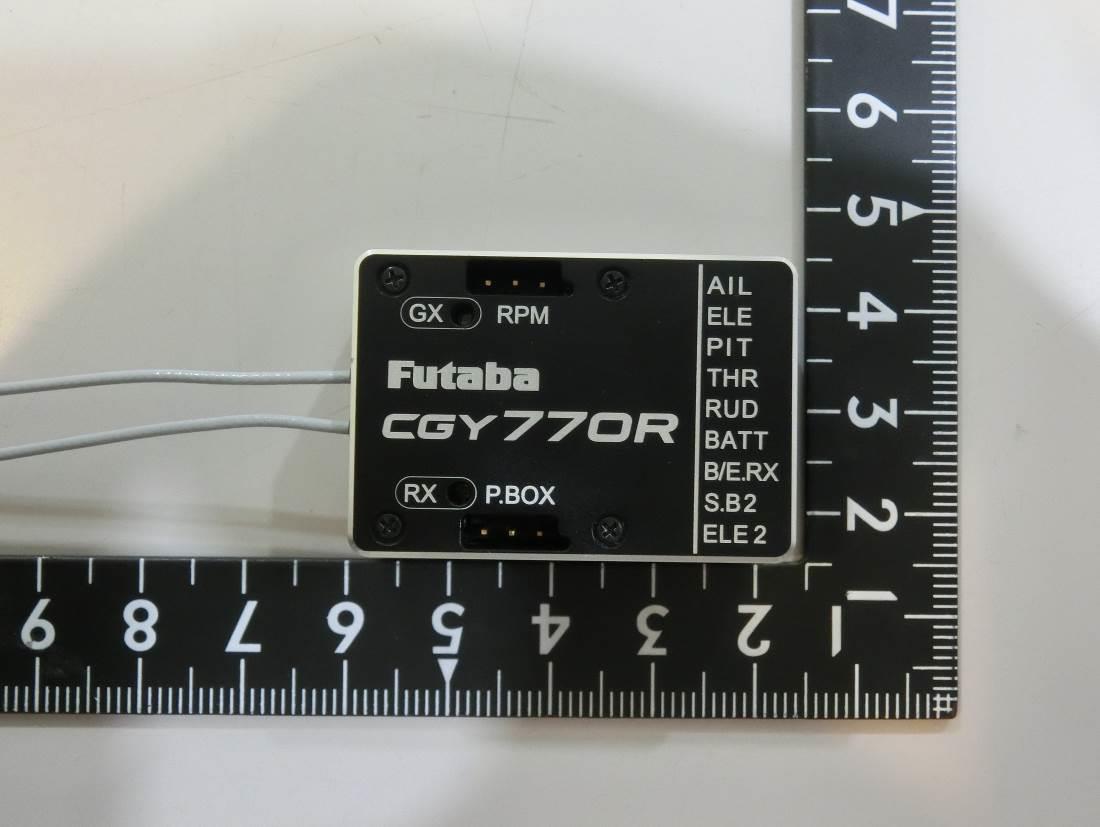 7
6
5
4
3
2
1
GX RPM
Futaba
CGY770R
RX P.BOX
AIL
ELE
PIT
THR
RUD
BATT
B/E.RX
S.B2
ELE2
9 8 7 6 5 4 3 2 1